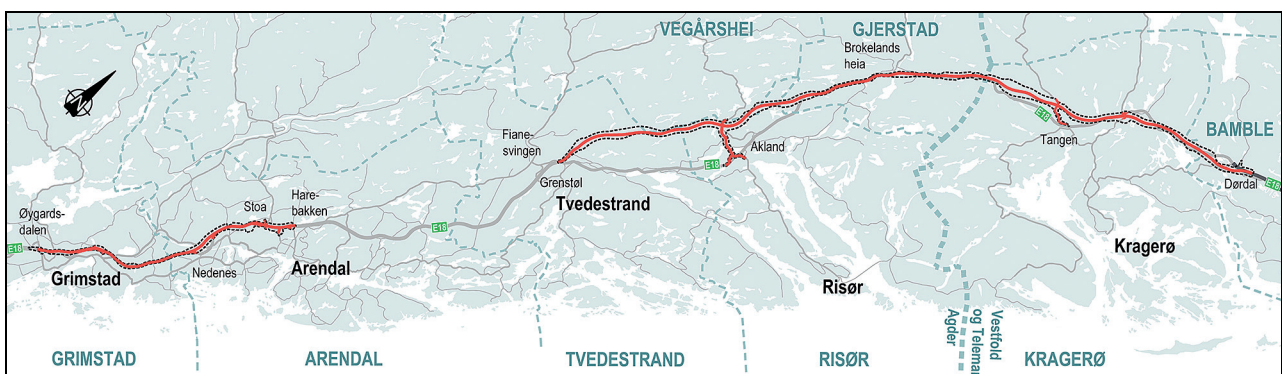 VEGÅRSHEI
GJERSTAD
Brokelands
heia
E18
Tangen
BAMBLE
E18
Dørdal
Fiane-
svingen
Akland
E18
Grenstøl
Tvedestrand
Øygards-
dalen
Stoa
Hare-
bakken
E18
E18
Grimstad
Nedenes
Arendal
Risør
Kragerø
N
GRIMSTAD
ARENDAL
TVEDESTRAND
RISØR
Agder
Vestfold
og Telemar
KRAGERØ